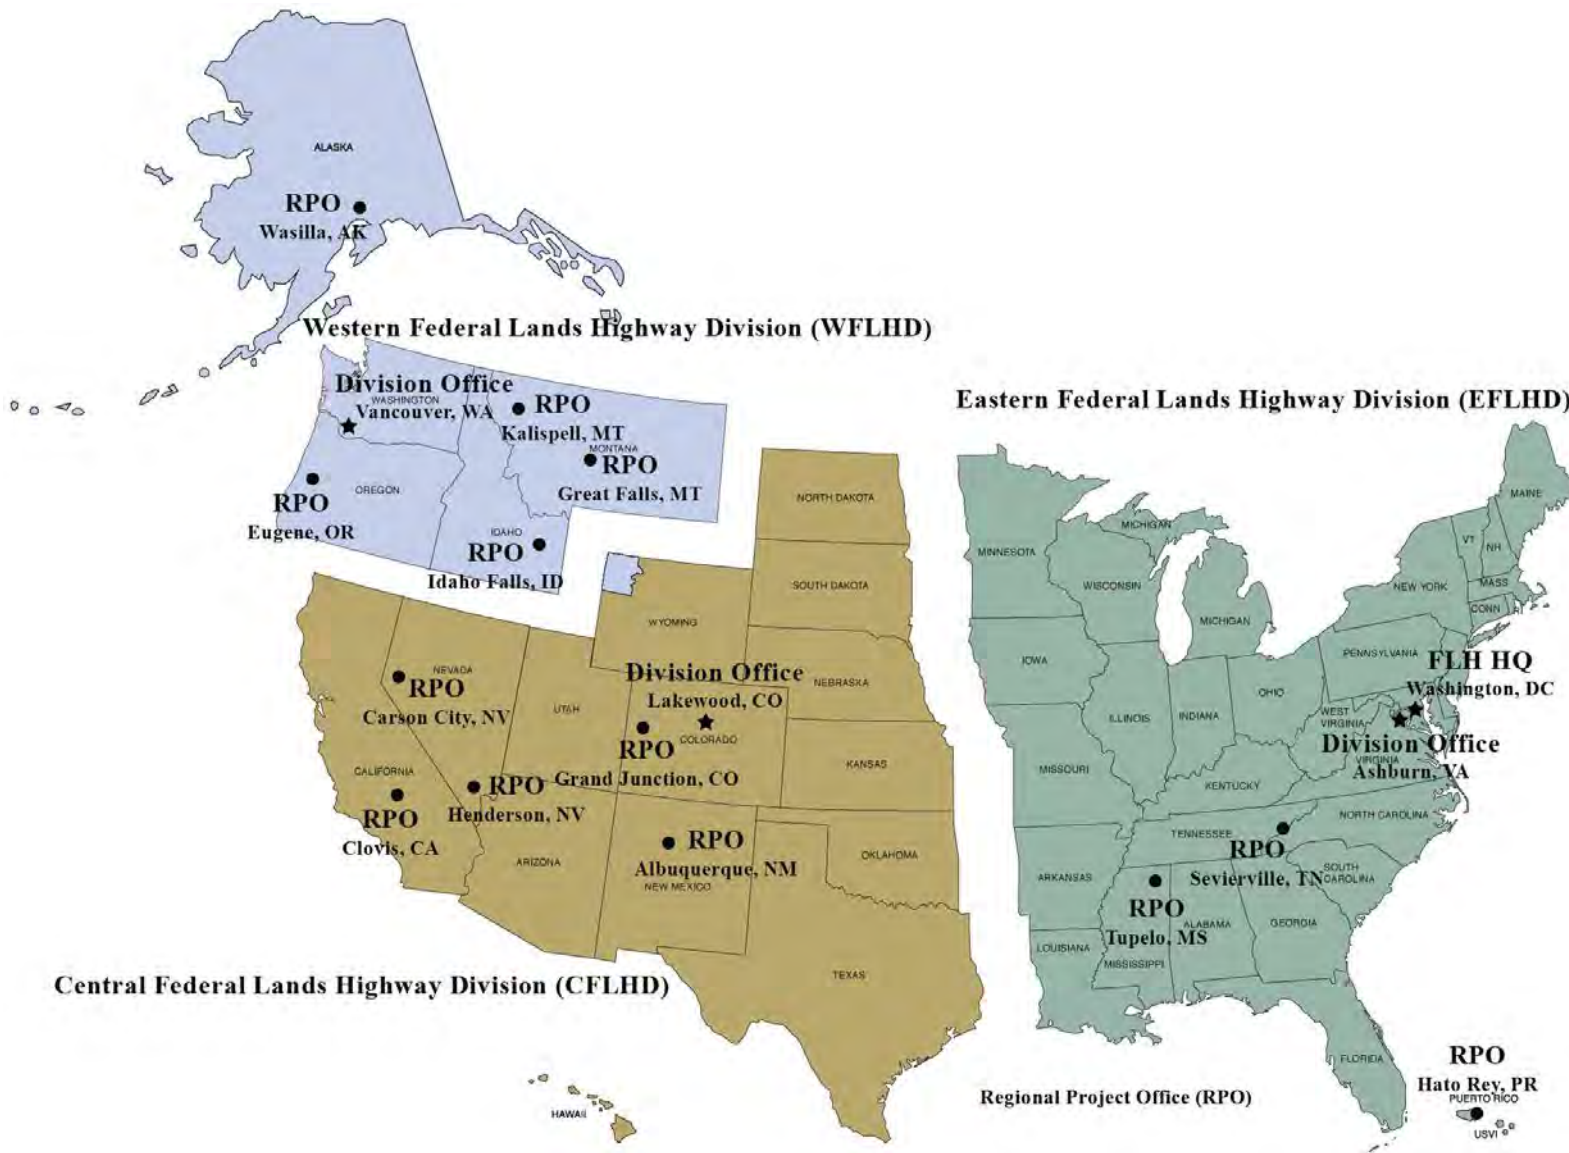 ALASKA
RPO
Wasilla, AK
Western Federal Lands Highway Division (WFLHD)
Division Office
WASHINGTON
Vancouver, WA
RPO
Kalispell, MT
MONTANA
RPO
Great Falls, MT
OREGON
RPO
Eugene, OR
IDAHO
RPO
Idaho Falls, ID
NORTH DAKOTA
SOUTH DAKOTA
WYOMING
NEBRASKA
Division Office
Lakewood, CO
COLORADO
RPO
Grand Junction, CO
NEVADA
RPO
Carson City, NV
UTAH
KANSAS
CALIFORNIA
RPO
Clovis, CA
RPO
Henderson, NV
ARIZONA
RPO
Albuquerque, NM
NEW MEXICO
OKLAHOMA
TEXAS
Central Federal Lands Highway Division (CFLHD)
HAWAII
Eastern Federal Lands Highway Division (EFLHD)
MAINE
VT
NH
MASS
CONN
RI
NEW YORK
MICHIGAN
MINNESOTA
WISCONSIN
MICHIGAN
IOWA
PENNSYLVANIA
FLH HQ
Washington, DC
OHIO
ILLINOIS
INDIANA
WEST
VIRGINIA
Division Office
VIRGINIA
Ashburn, VA
MISSOURI
KENTUCKY
NORTH CAROLINA
TENNESSEE
RPO
Sevierville, TN
SOUTH
CAROLINA
ARKANSAS
RPO
Tupelo, MS
ALABAMA
GEORGIA
LOUISIANA
MISSISSIPPI
FLORIDA
RPO
Hato Rey, PR
PUERTO RICO
USVI
Regional Project Office (RPO)